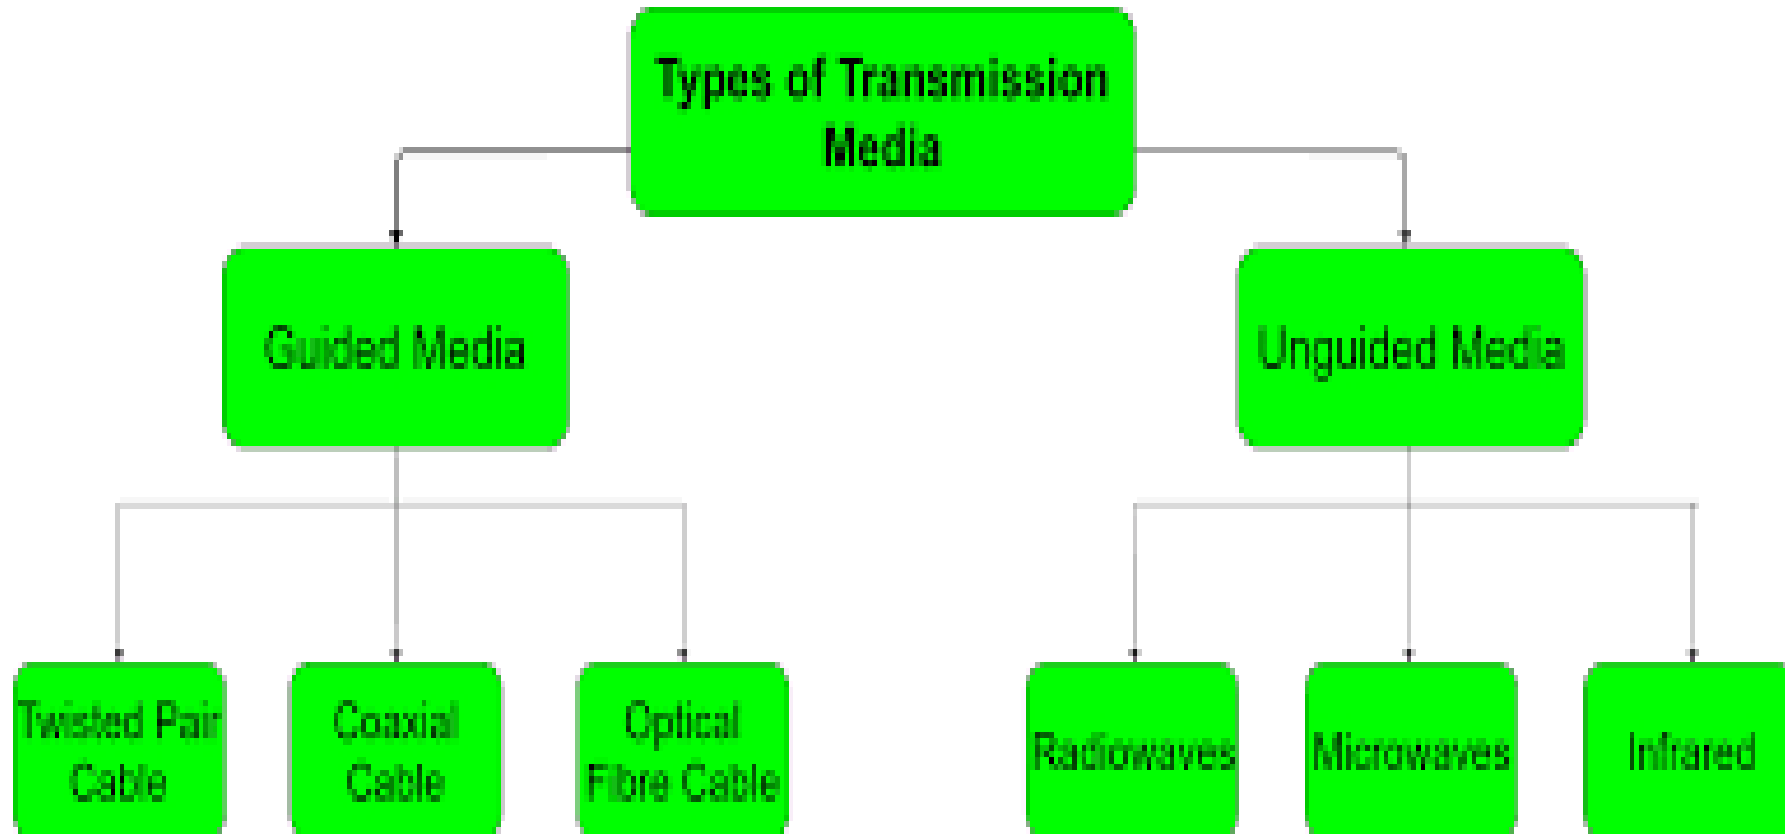 Types of Transmission
Media
Guided Media
Unguided Media
Twisted Pair
Cable
Coaxial
Cable
Optical
Fibre Cable
Radiowaves
Microwaves
Infrared